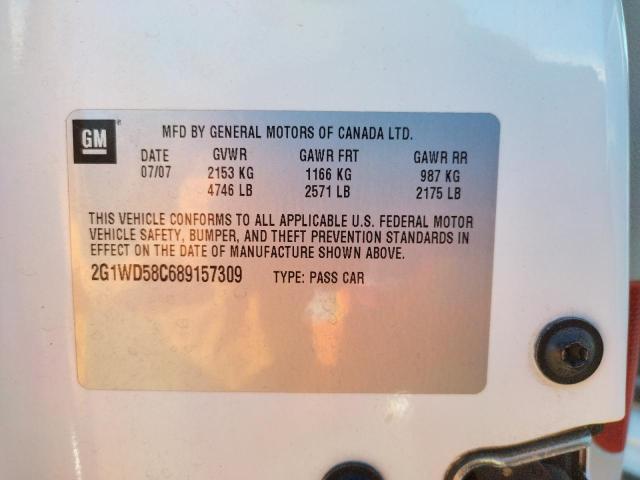 GM
MFD BY GENERAL MOTORS OF CANADA LTD.
DATE GVWR GAWR FRT GAWR RR
07/07 2153 KG 1166 KG 987 KG
4746 LB 2571 LB 2175 LB
THIS VEHICLE CONFORMS TO ALL APPLICABLE U.S. FEDERAL MOTOR
VEHICLE SAFETY, BUMPER, AND THEFT PREVENTION STANDARDS IN
EFFECT ON THE DATE OF MANUFACTURE SHOWN ABOVE.
2G1WD58C689157309 TYPE: PASS CAR